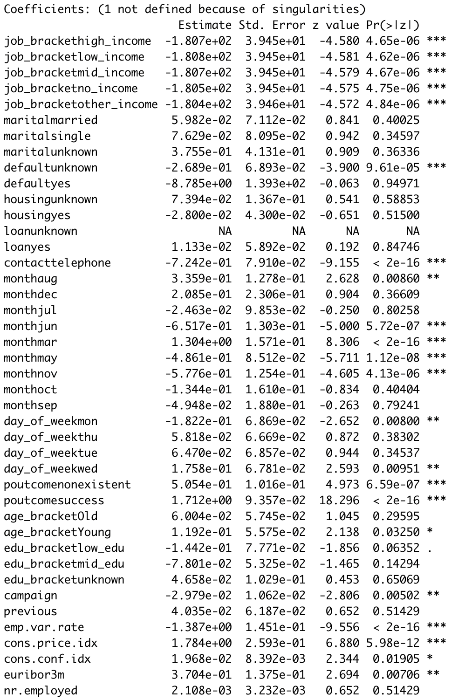 Coefficients: (1 not defined because of singularities)
Estimate Std. Error z value Pr(>|z|)
job_brackethigh_income -1.807e+02 3.945e+01 -4.580 4.65e-06 ***
job_bracketlow_income -1.808e+02 3.946e+01 -4.581 4.62e-06 ***
job_bracketmid_income -1.807e+02 3.946e+01 -4.579 4.67e-06 ***
job_bracketno_income -1.805e+02 3.946e+01 -4.575 4.75e-06 ***
job_bracketother_income -1.804e+02 3.946e+01 -4.572 4.84e-06 ***
maritalmarried 5.982e-02 7.112e-02 0.841 0.40025
maritalsingle 7.629e-02 8.095e-02 0.942 0.34597
maritalunknown 3.755e-01 4.131e-01 0.909 0.36336
defaultunknown -2.689e-01 6.893e-02 -3.900 9.61e-05 ***
defaultyes -8.785e+00 1.393e+02 -0.063 0.94971
housingunknown 7.394e-02 1.367e-01 0.541 0.58853
housingyes -2.800e-02 4.300e-02 -0.651 0.51500
loanunknown NA NA NA NA
loanyes 1.133e-02 5.892e-02 0.192 0.84746
contacttelephone -7.242e-01 7.910e-02 -9.155 < 2e-16 ***
monthaug 3.359e-01 1.278e-01 2.628 0.00860 **
monthdec 2.085e-01 2.306e-01 0.904 0.36609
monthjul -2.463e-02 9.853e-02 -0.250 0.80258
monthjun -6.517e-01 1.303e-01 -5.000 5.72e-07 ***
monthmar 1.304e+00 1.571e-01 8.306 < 2e-16 ***
monthmay -4.861e-01 8.512e-02 -5.711 1.12e-08 ***
monthnov -5.776e-01 1.254e-01 -4.605 4.13e-06 ***
monthoct -1.344e-01 1.610e-01 -0.834 0.40404
monthsep -4.948e-02 1.880e-01 -0.263 0.79241
day_of_weekmon -1.822e-01 6.869e-02 -2.652 0.00800 **
day_of_weekthu 5.818e-02 6.669e-02 0.872 0.38302
day_of_weektue 6.470e-02 6.857e-02 0.944 0.34537
day_of_weekwed 1.758e-01 6.781e-02 2.593 0.00951 **
poutcomenonexistent 5.054e-01 1.016e-01 4.973 6.59e-07 ***
poutcomesuccess 1.712e+00 9.357e-02 18.296 < 2e-16 ***
age_bracketOld 6.004e-02 5.745e-02 1.045 0.29595
age_bracketYoung 1.192e-01 5.575e-02 2.138 0.03250 *
edu_bracketlow_edu -1.442e-01 7.771e-02 -1.856 0.06352 .
edu_bracketmid_edu -7.801e-02 5.325e-02 -1.465 0.14294
edu_bracketunknown 4.658e-02 1.029e-01 0.453 0.65069
campaign -2.979e-02 1.062e-02 -2.806 0.00502 **
previous 4.035e-02 6.187e-02 0.652 0.51429
emp.var.rate -1.387e+00 1.451e-01 -9.556 < 2e-16 ***
cons.price.idx 1.784e+00 2.593e-01 6.880 5.98e-12 ***
cons.conf.idx 1.968e-02 8.392e-03 2.344 0.01905 *
euribor3m 3.704e-01 1.375e-01 2.694 0.00706 **
nr.employed 2.108e-03 3.232e-03 0.652 0.51429